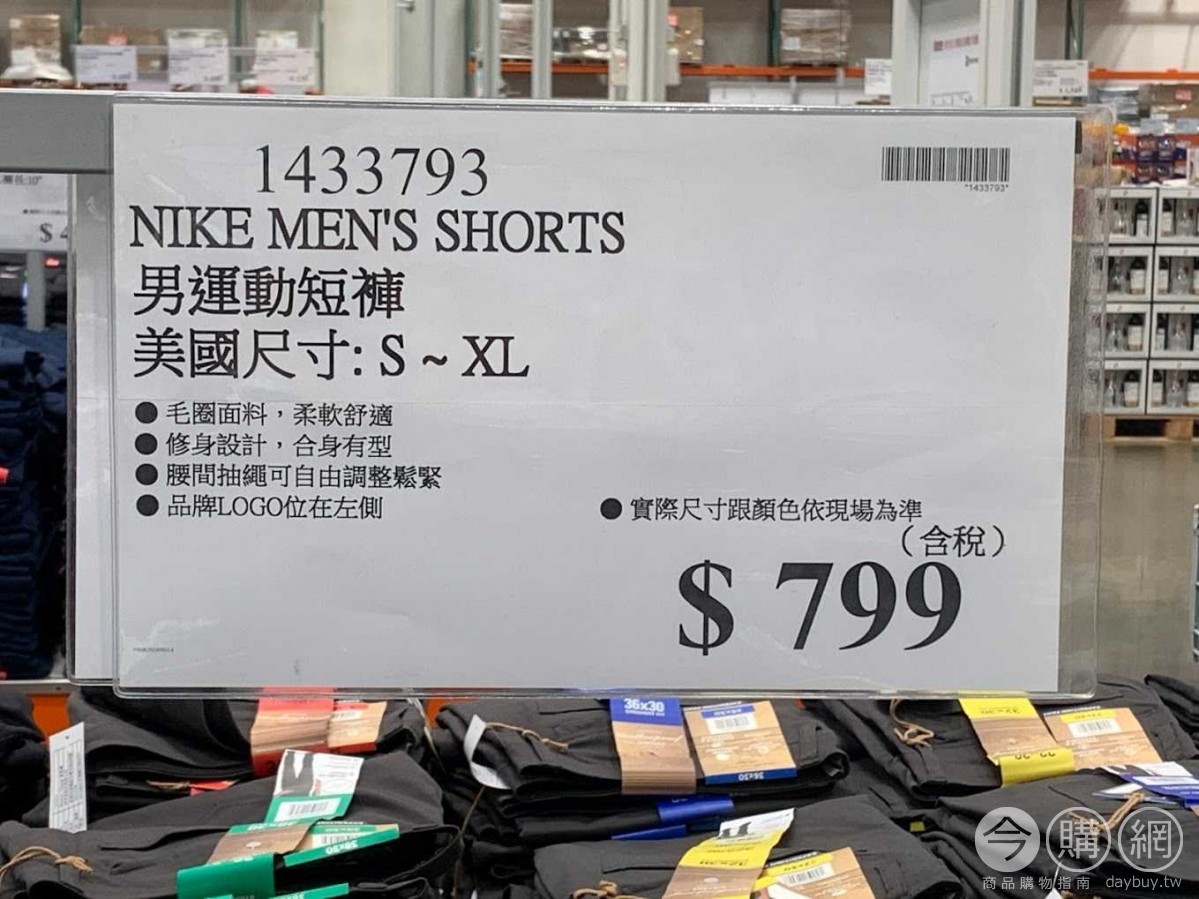 1433793
*1433793*
NIKE MEN'S SHORTS
男運動短褲
美國尺寸: S ~ XL
● 毛圈面料，柔軟舒適
● 修身設計，合身有型
● 腰間抽繩可自由調整鬆緊
● 品牌LOGO位在左側
● 實際尺寸跟顏色依現場為準
（含稅）
$ 799
36x30
36x30
今購網
商品購物指南 daybuy.tw